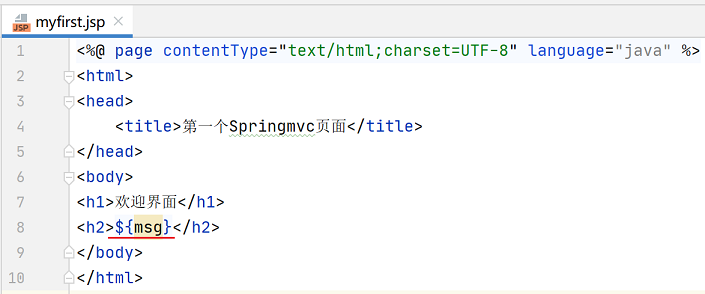 myfirst.jsp
1 <%@ page contentType="text/html;charset=UTF-8" language="java" %>
2 <html>
3 <head>
4 <title>第一个Springmvc页面</title>
5 </head>
6 <body>
7 <h1>欢迎界面</h1>
8 <h2>${msg}</h2>
9 </body>
10 </html>